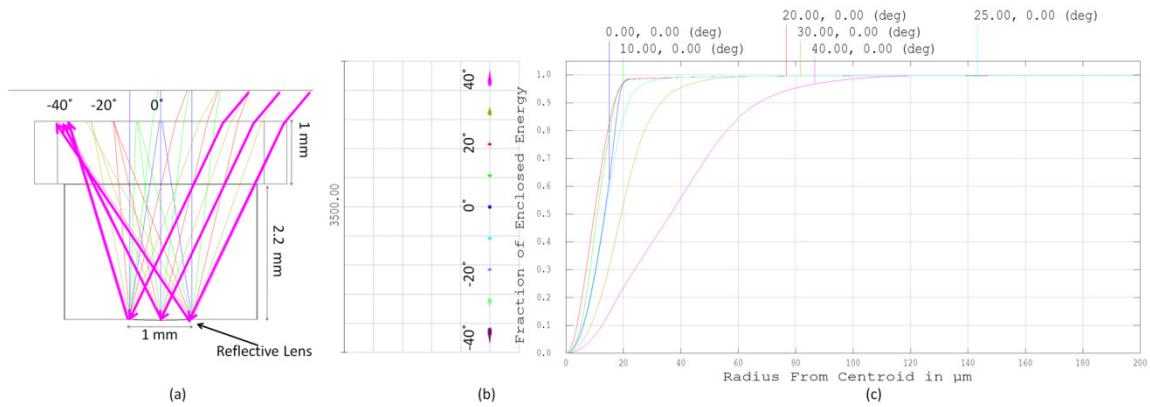 -40° -20° 0°
1 mm
2.2 mm
1 mm
Reflective Lens
(a)
3500.00
40°
20°
0°
-20°
-40°
(b)
20.00, 0.00 (deg)
25.00, 0.00 (deg)
0.00, 0.00 (deg)
30.00, 0.00 (deg)
10.00, 0.00 (deg)
40.00, 0.00 (deg)
Fraction of Enclosed Energy
1.0
0.9
0.8
0.7
0.6
0.5
0.4
0.3
0.2
0.1
0.0
0 20 40 60 80 100 120 140 160 180 200
Radius From Centroid in µm
(c)